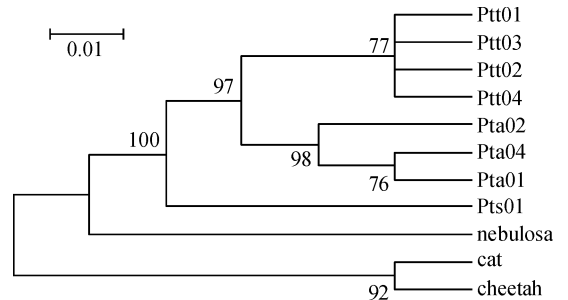 Ptt01
77
Ptt03
0.01
Ptt02
97
Ptt04
Pta02
100
98
Pta04
76
Pta01
Pts01
nebulosa
cat
92
cheetah